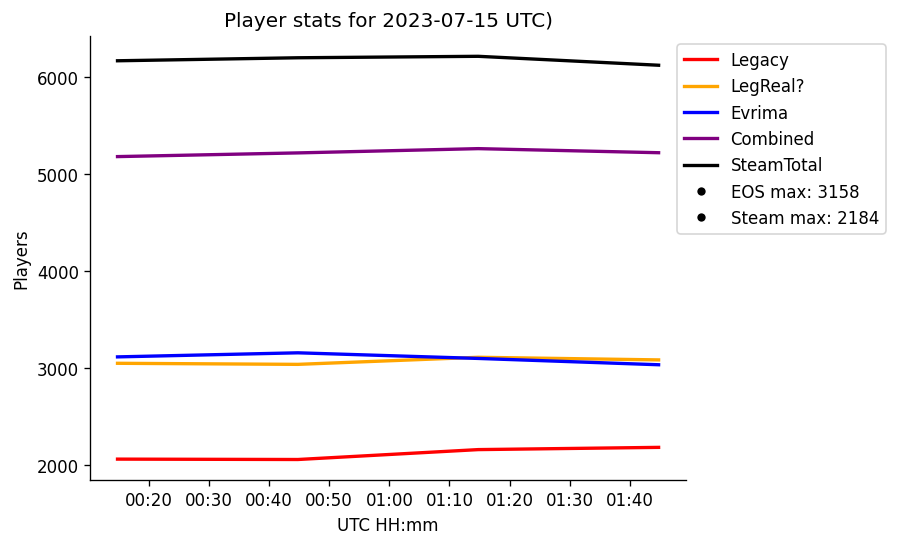 Player stats for 2023-07-15 UTC)
6000
5000
4000
3000
2000
Players
00:20 00:30 00:40 00:50 01:00 01:10 01:20 01:30 01:40
UTC HH:mm
Legacy
LegReal?
Evrima
Combined
SteamTotal
EOS max: 3158
Steam max: 2184